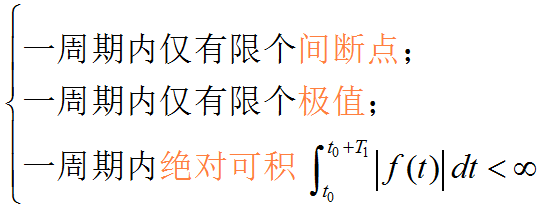 一周期内仅有限个间断点；
一周期内仅有限个极值；
一周期内绝对可积 ∫_{t_0}^{t_0+T_1} |f(t)| dt < ∞